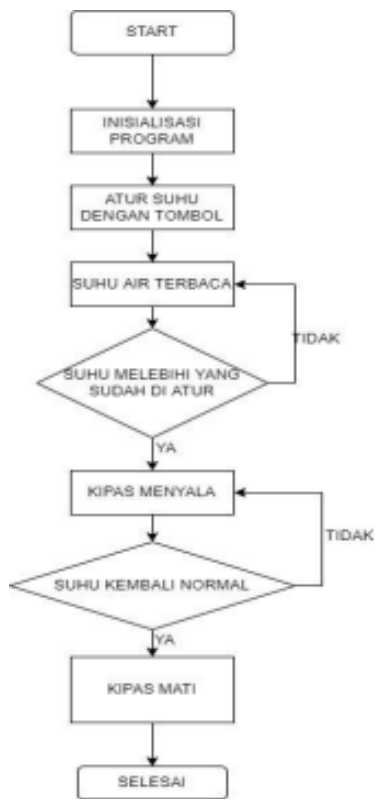 START
INISIALISASI
PROGRAM
ATUR SUHU
DENGAN TOMBOL
SUHU AIR TERBACA
TIDAK
SUHU MELEBIHI YANG
SUDAH DI ATUR
YA
KIPAS MENYALA
TIDAK
SUHU KEMBALI NORMAL
YA
KIPAS MATI
SELESAI